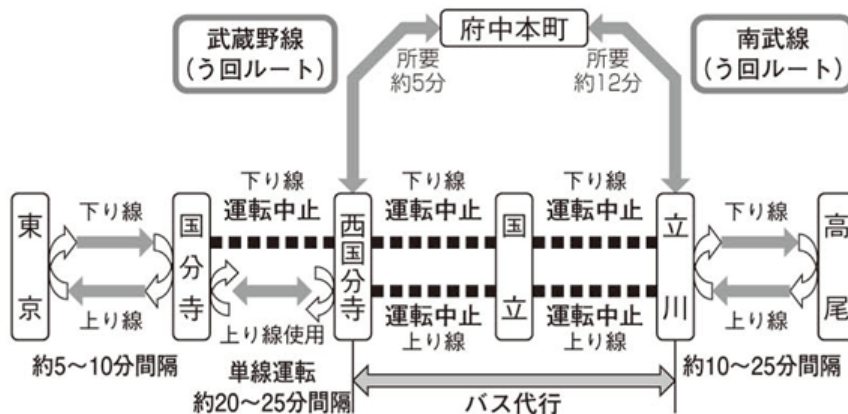 武蔵野線
(う回ルート)
府中本町
南武線
(う回ルート)
所要
約5分
所要
約12分
東京
下り線
上り線
約5～10分間隔
国分寺
下り線
運転中止
上り線使用
単線運転
約20～25分間隔
西国分寺
下り線
運転中止
運転中止
上り線
国立
下り線
運転中止
運転中止
上り線
バス代行
立川
下り線
上り線
約10～25分間隔
高尾